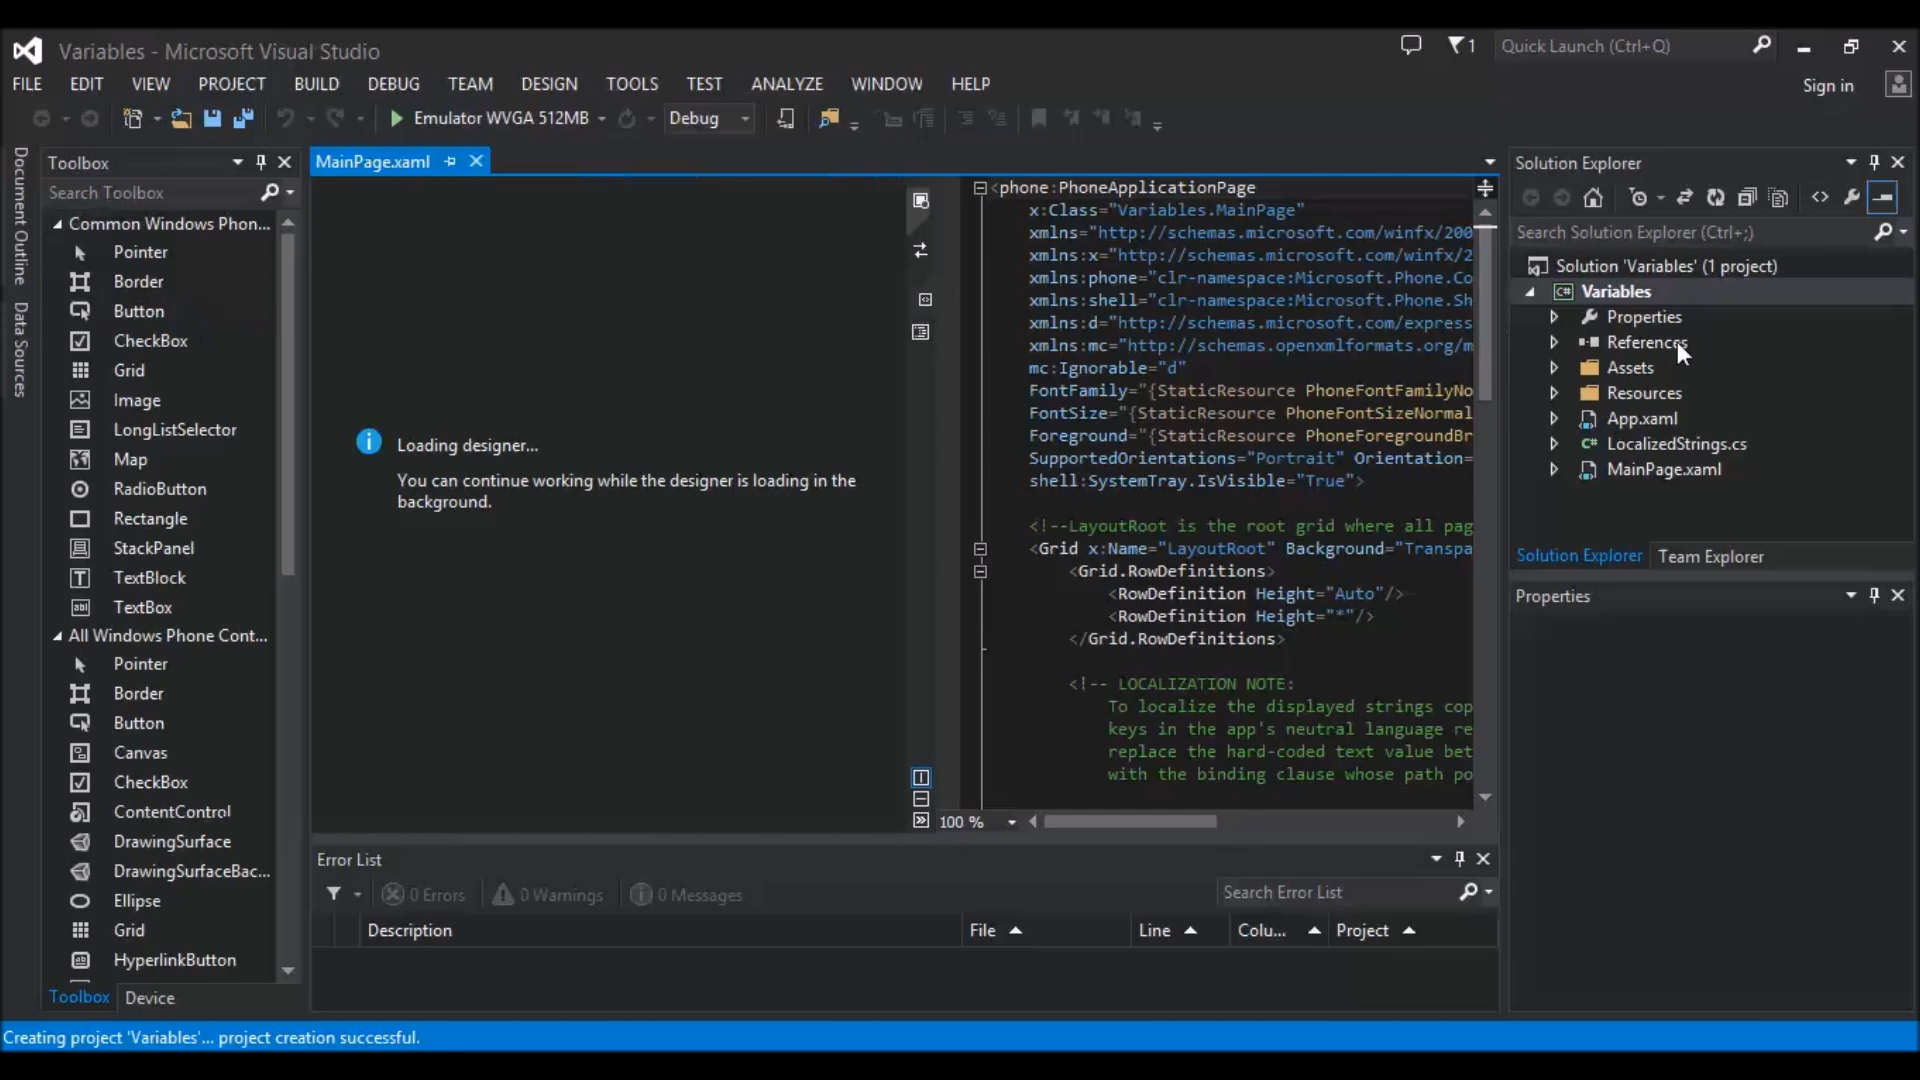 Variables - Microsoft Visual Studio
1
Quick Launch (Ctrl+Q)
FILE EDIT VIEW PROJECT BUILD DEBUG TEAM DESIGN TOOLS TEST ANALYZE WINDOW HELP
Sign in
Emulator WVGA 512MB
Debug
Document Outline
Data Sources
Toolbox
Search Toolbox
Common Windows Phon...
Pointer
Border
Button
CheckBox
Grid
Image
LongListSelector
Map
RadioButton
Rectangle
StackPanel
TextBlock
TextBox
All Windows Phone Cont...
Pointer
Border
Button
Canvas
CheckBox
ContentControl
DrawingSurface
DrawingSurfaceBac...
Ellipse
Grid
HyperlinkButton
Toolbox Device
MainPage.xaml
Loading designer...
You can continue working while the designer is loading in the
background.
<phone:PhoneApplicationPage
x:Class="Variables.MainPage"
xmlns="http://schemas.microsoft.com/winfx/200
xmlns:x="http://schemas.microsoft.com/winfx/2
xmlns:phone="clr-namespace:Microsoft.Phone.Co
xmlns:shell="clr-namespace:Microsoft.Phone.Sh
xmlns:d="http://schemas.microsoft.com/express
xmlns:mc="http://schemas.openxmlformats.org/m
mc:Ignorable="d"
FontFamily="{StaticResource PhoneFontFamilyNo
FontSize="{StaticResource PhoneFontSizeNormal
Foreground="{StaticResource PhoneForegroundBr
SupportedOrientations="Portrait" Orientation=
shell:SystemTray.IsVisible="True">
<!--LayoutRoot is the root grid where all pag
<Grid x:Name="LayoutRoot" Background="Transpa
<Grid.RowDefinitions>
<RowDefinition Height="Auto"/>
<RowDefinition Height="*"/>
</Grid.RowDefinitions>
<!-- LOCALIZATION NOTE:
To localize the displayed strings cop
keys in the app's neutral language re
replace the hard-coded text value bet
with the binding clause whose path po
100 %
Error List
0 Errors 0 Warnings 0 Messages
Search Error List
Description File Line Colu... Project
Solution Explorer
Search Solution Explorer (Ctrl+;)
Solution 'Variables' (1 project)
Variables
Properties
References
Assets
Resources
App.xaml
LocalizedStrings.cs
MainPage.xaml
Solution Explorer Team Explorer
Properties
Creating project 'Variables'... project creation successful.